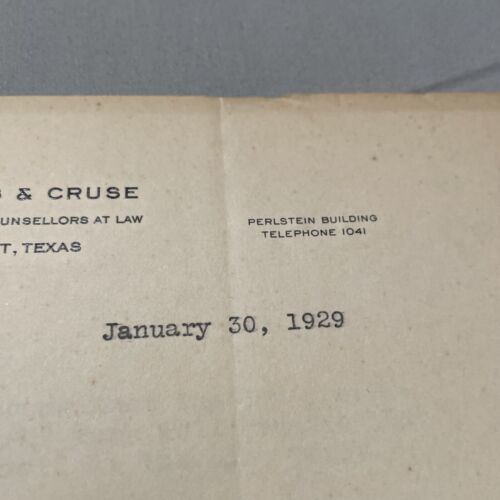 & CRUSE
UNSELLORS AT LAW
T, TEXAS
PERLSTEIN BUILDING
TELEPHONE 1041
January 30, 1929